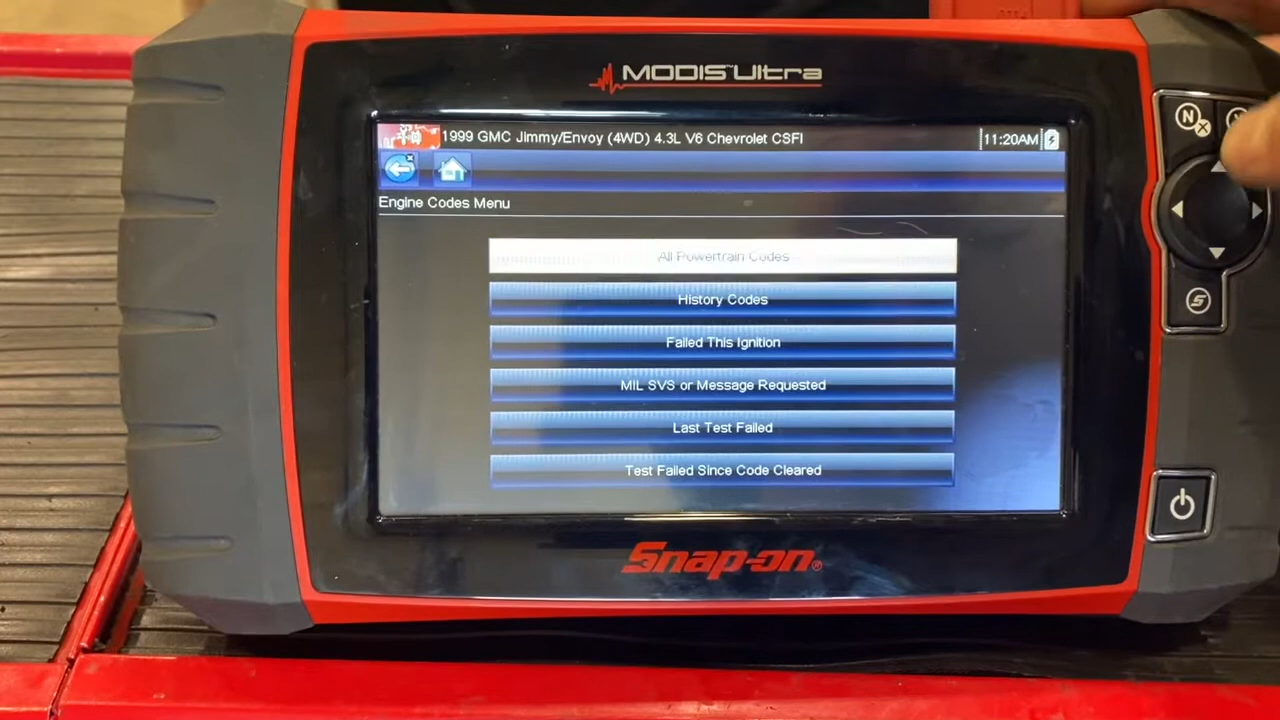 MODIS™Ultra
1999 GMC Jimmy/Envoy (4WD) 4.3L V6 Chevrolet CSFI
11:20AM
Engine Codes Menu
All Powertrain Codes
History Codes
Failed This Ignition
MIL SVS or Message Requested
Last Test Failed
Test Failed Since Code Cleared
N
Snap-on®